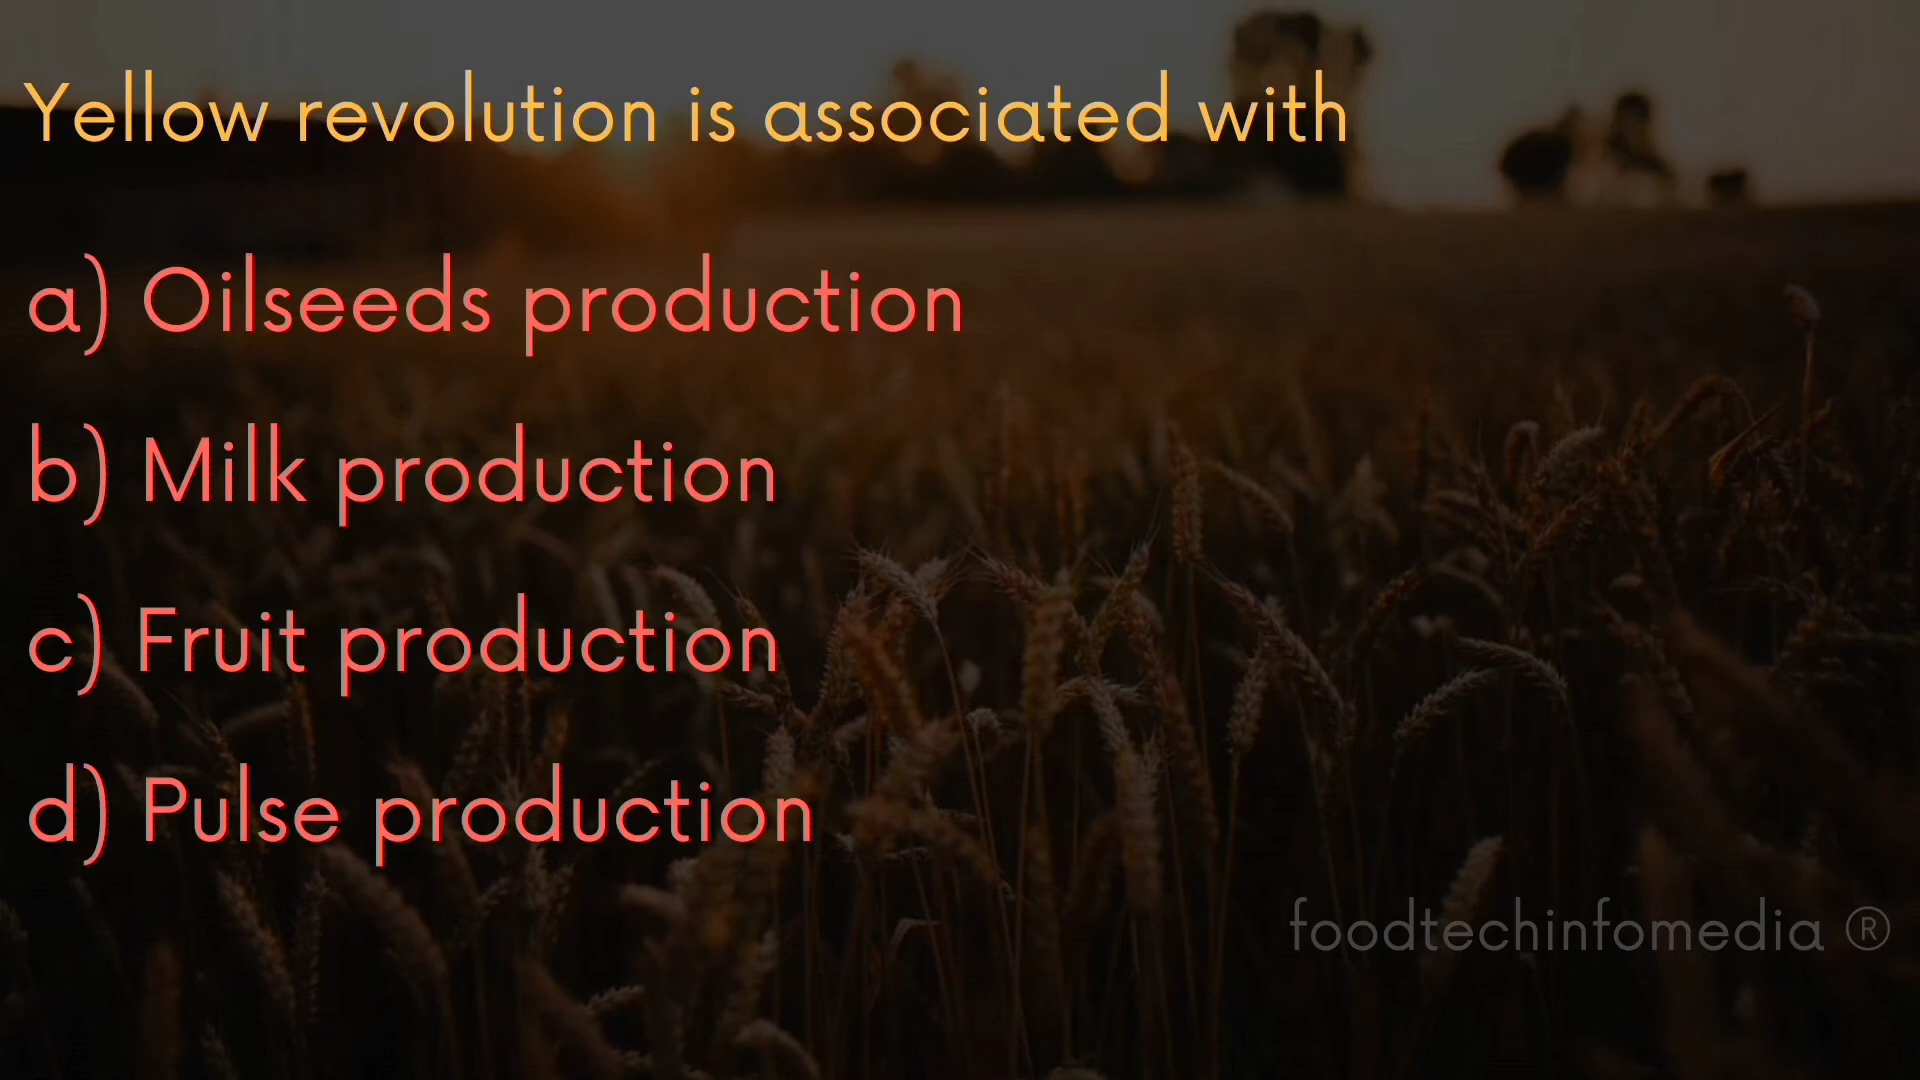 Yellow revolution is associated with
a) Oilseeds production
b) Milk production
c) Fruit production
d) Pulse production
foodtechinfomedia ®